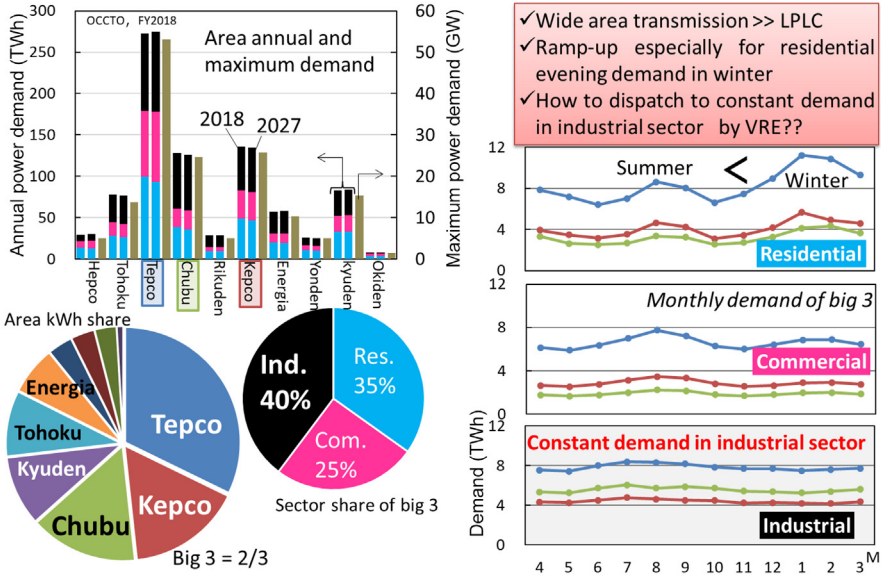 OCCTO, FY2018
Area annual and
maximum demand
Annual power demand (TWh)
300
250
200
150
100
50
0
2018
2027
Maximum power demand (GW)
60
50
40
30
20
10
0
Hepco
Tohoku
Tepco
Chubu
Rikuden
Kepco
Energia
Yonden
kyuden
Okiden
Area kWh share
Tepco
Kepco
Chubu
Kyuden
Tohoku
Energia
Big 3 = 2/3
Ind.
40%
Res.
35%
Com.
25%
Sector share of big 3
✓Wide area transmission >> LPLC
✓Ramp-up especially for residential
evening demand in winter
✓How to dispatch to constant demand
in industrial sector by VRE??
12
8
4
0
Summer < Winter
Residential
12
8
4
0
Monthly demand of big 3
Commercial
Demand (TWh)
12
8
4
0
Constant demand in industrial sector
Industrial
4 5 6 7 8 9 10 11 12 1 2 3 M